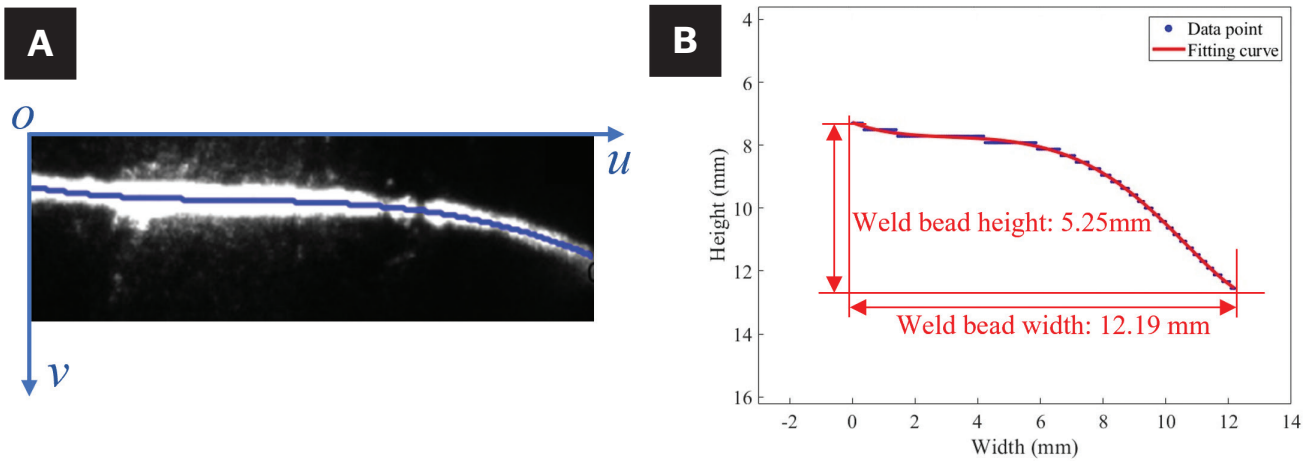 A
o
u
v
B
Data point
Fitting curve
4
6
8
10
12
14
16
Height (mm)
Weld bead height: 5.25mm
Weld bead width: 12.19 mm
-2
0
2
4
6
8
10
12
14
Width (mm)